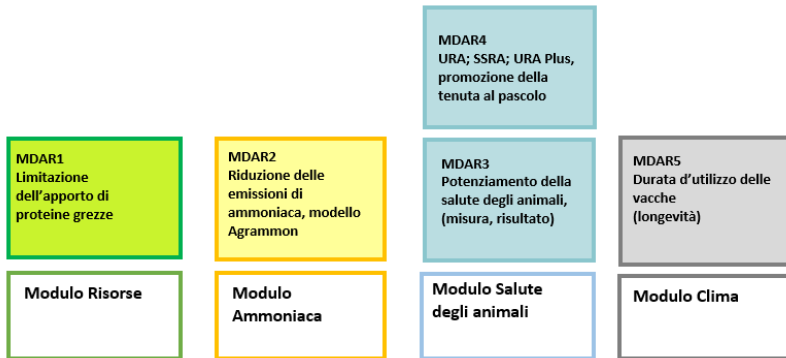 MDAR4
URA; SSRA; URA Plus,
promozione della
tenuta al pascolo
MDAR1
Limitazione
dell'apporto di
proteine grezze
MDAR2
Riduzione delle
emissioni di
ammoniaca, modello
Agrammon
MDAR3
Potenziamento della
salute degli animali,
(misura, risultato)
MDAR5
Durata d'utilizzo delle
vacche
(longevità)
Modulo Risorse
Modulo
Ammoniaca
Modulo Salute
degli animali
Modulo Clima